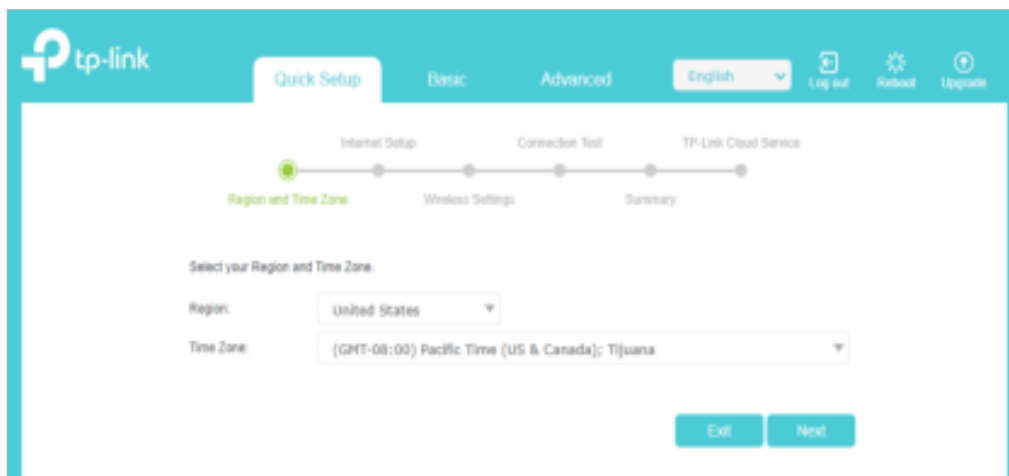 tp-link
Quick Setup Basic Advanced English Log out Reboot Upgrade
Internet Setup Connection Test TP-Link Cloud Service
Region and Time Zone Wireless Settings Summary
Select your Region and Time Zone.
Region: United States
Time Zone: (GMT-08:00) Pacific Time (US & Canada); Tijuana
Exit Next